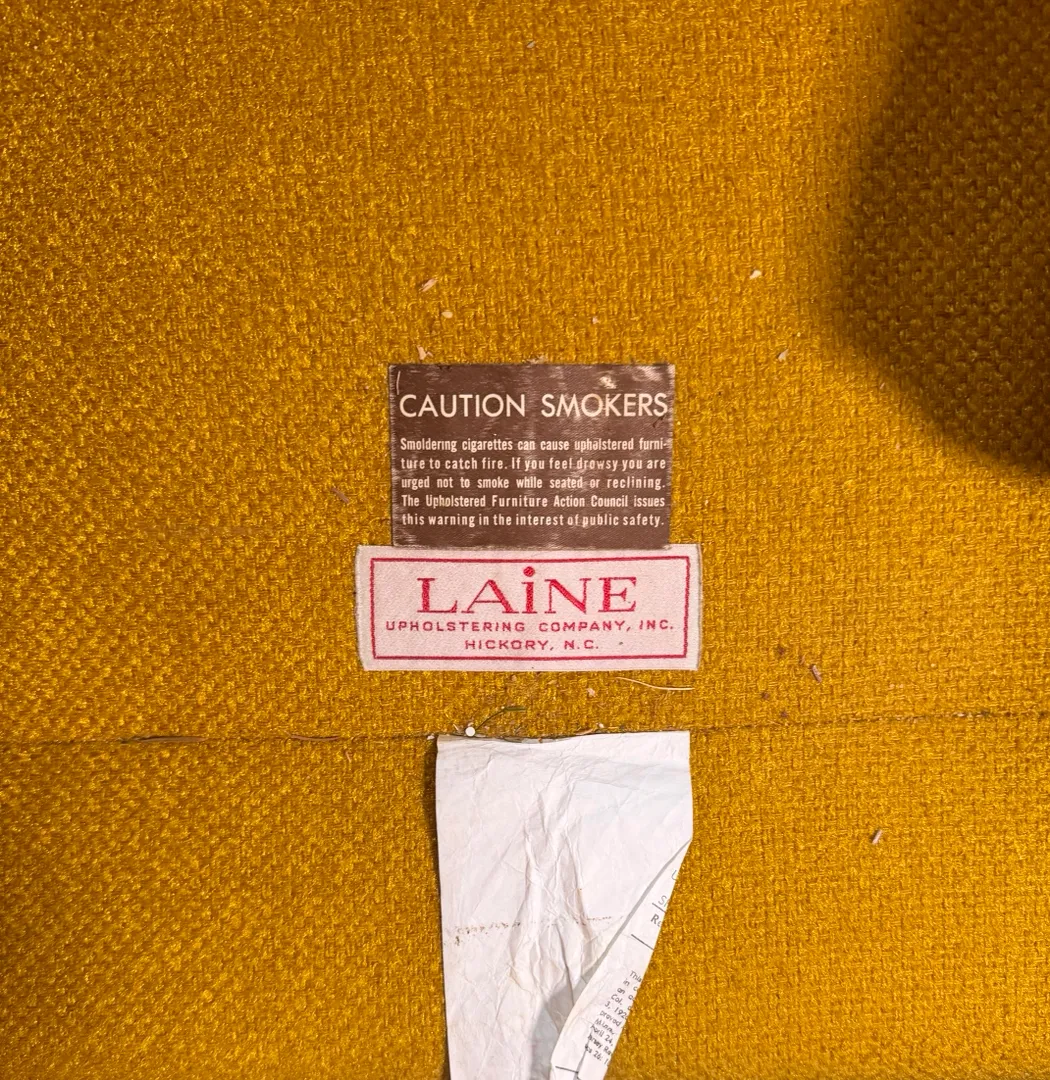 CAUTION SMOKERS
Smoldering cigarettes can cause upholstered furni-
ture to catch fire. If you feel drowsy you are
urged not to smoke while seated or reclining.
The Upholstered Furniture Action Council issues
this warning in the interest of public safety.
LAiNE
UPHOLSTERING COMPANY, INC.
HICKORY, N.C.
Col.